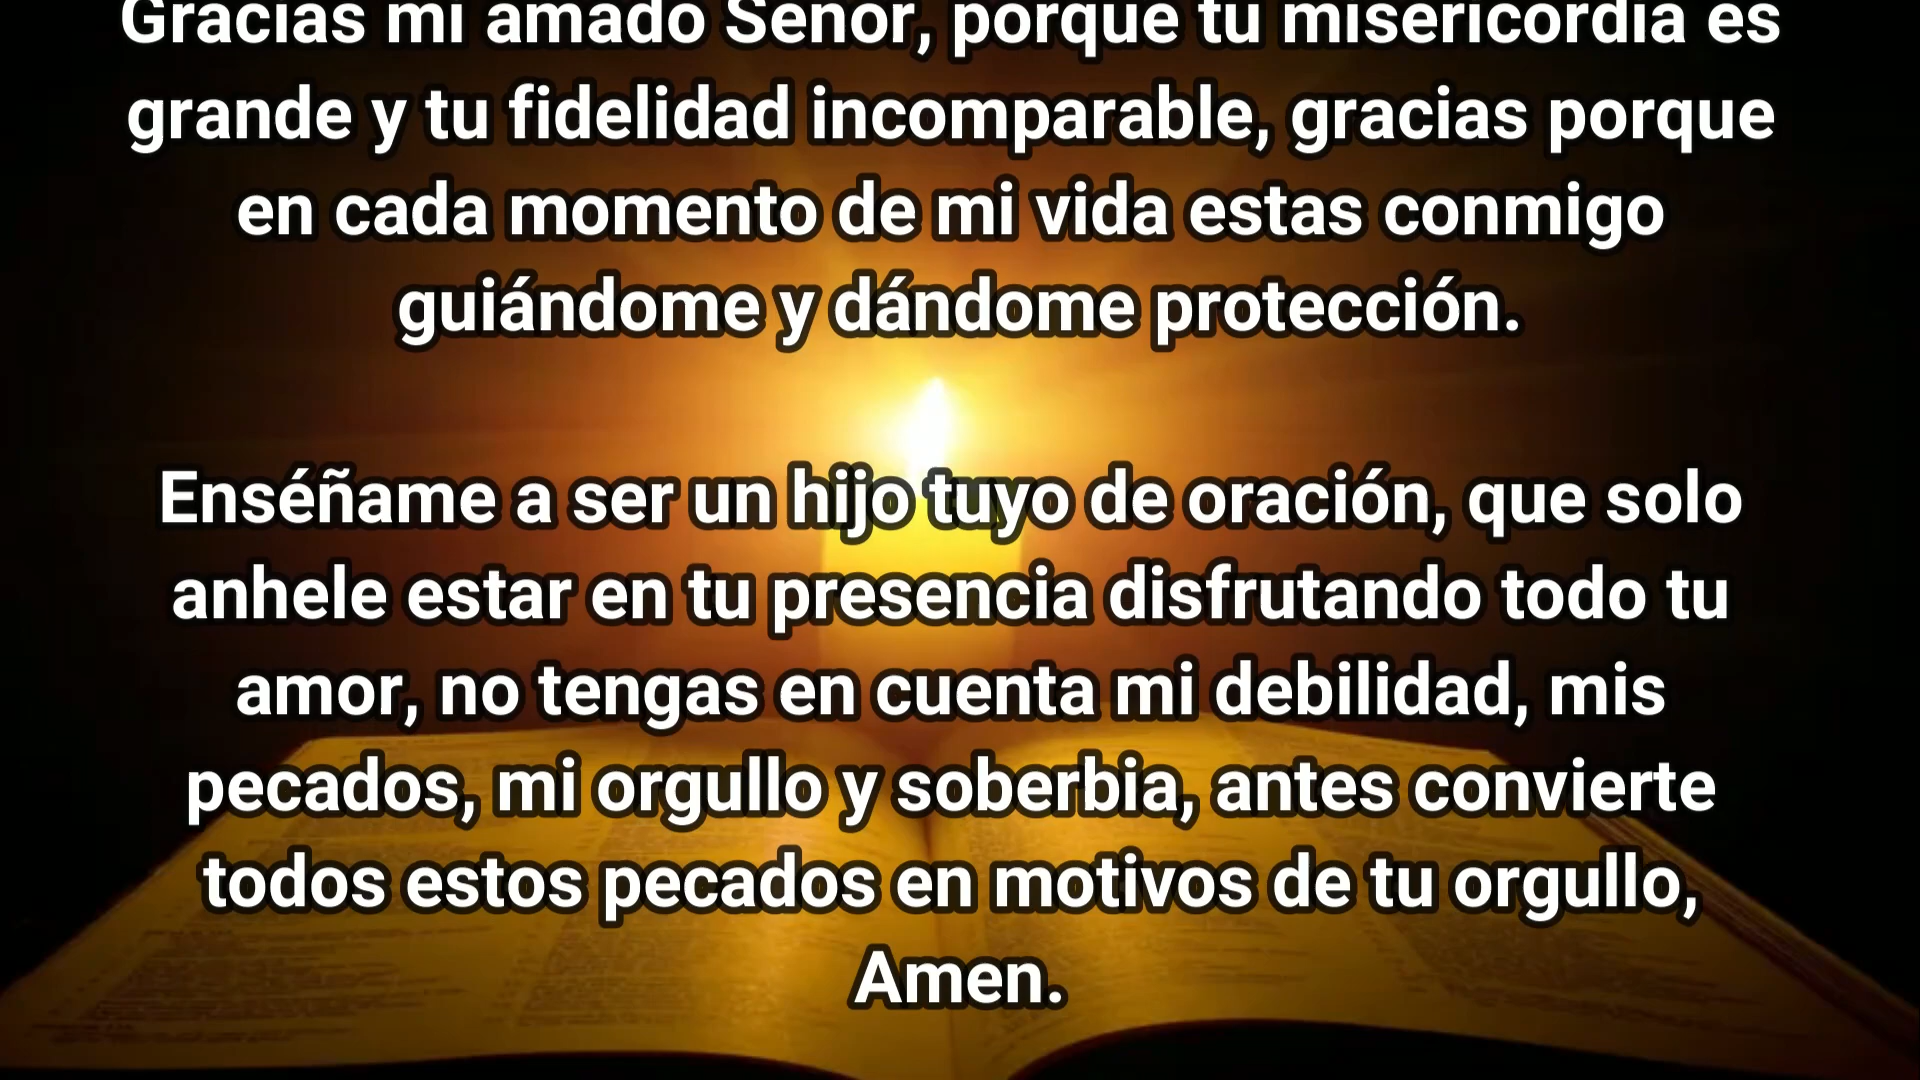 Gracias mi amado Señor, porque tu misericordia es
grande y tu fidelidad incomparable, gracias porque
en cada momento de mi vida estas conmigo
guiándome y dándome protección.
Enséñame a ser un hijo tuyo de oración, que solo
anhele estar en tu presencia disfrutando todo tu
amor, no tengas en cuenta mi debilidad, mis
pecados, mi orgullo y soberbia, antes convierte
todos estos pecados en motivos de tu orgullo,
Amen.